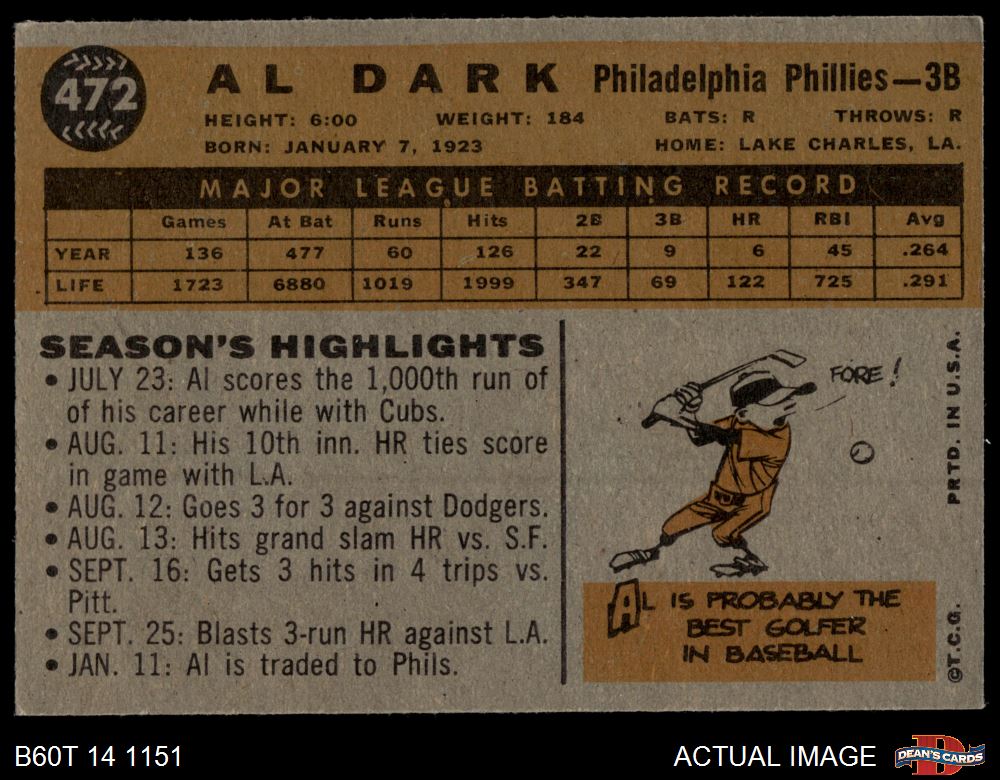 472
AL DARK Philadelphia Phillies—3B
HEIGHT: 6:00 WEIGHT: 184 BATS: R THROWS: R
BORN: JANUARY 7, 1923 HOME: LAKE CHARLES, LA.
MAJOR LEAGUE BATTING RECORD
Games At Bat Runs Hits 2B 3B HR RBI Avg
YEAR 136 477 60 126 22 9 6 45 .264
LIFE 1723 6880 1019 1999 347 69 122 725 .291
SEASON'S HIGHLIGHTS
• JULY 23: Al scores the 1,000th run of
of his career while with Cubs.
• AUG. 11: His 10th inn. HR ties score
in game with L.A.
• AUG. 12: Goes 3 for 3 against Dodgers.
• AUG. 13: Hits grand slam HR vs. S.F.
• SEPT. 16: Gets 3 hits in 4 trips vs.
Pitt.
• SEPT. 25: Blasts 3-run HR against L.A.
• JAN. 11: Al is traded to Phils.
FORE!
AL IS PROBABLY THE
BEST GOLFER
IN BASEBALL
©T.C.G. PRTD. IN U.S.A.
B60T 14 1151 ACTUAL IMAGE
DEAN'S CARDS